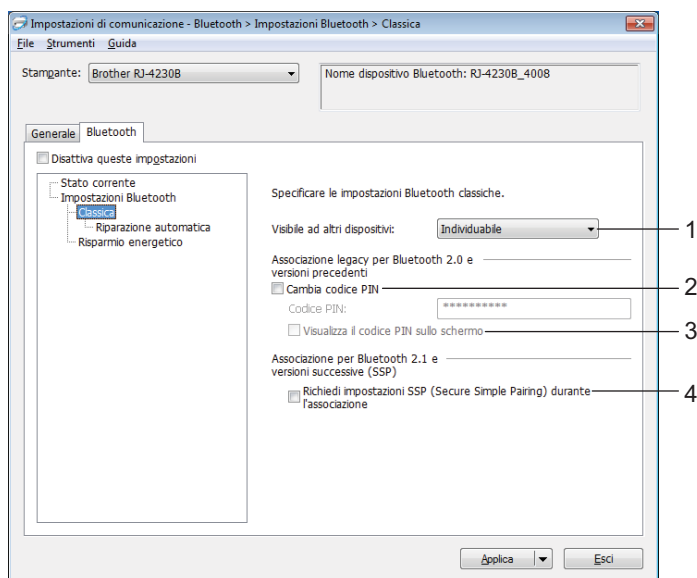 Impostazioni di comunicazione - Bluetooth > Impostazioni Bluetooth > Classica
File Strumenti Guida
Stampante: Brother RJ-4230B
Nome dispositivo Bluetooth: RJ-4230B_4008
Generale Bluetooth
Disattiva queste impostazioni
Stato corrente
Impostazioni Bluetooth
Classica
Riparazione automatica
Risparmio energetico
Specificare le impostazioni Bluetooth classiche.
Visibile ad altri dispositivi: Individuabile 1
Associazione legacy per Bluetooth 2.0 e
versioni precedenti
Cambia codice PIN 2
Codice PIN: **********
Visualizza il codice PIN sullo schermo 3
Associazione per Bluetooth 2.1 e
versioni successive (SSP)
Richiedi impostazioni SSP (Secure Simple Pairing) durante 4
l'associazione
Applica Esci